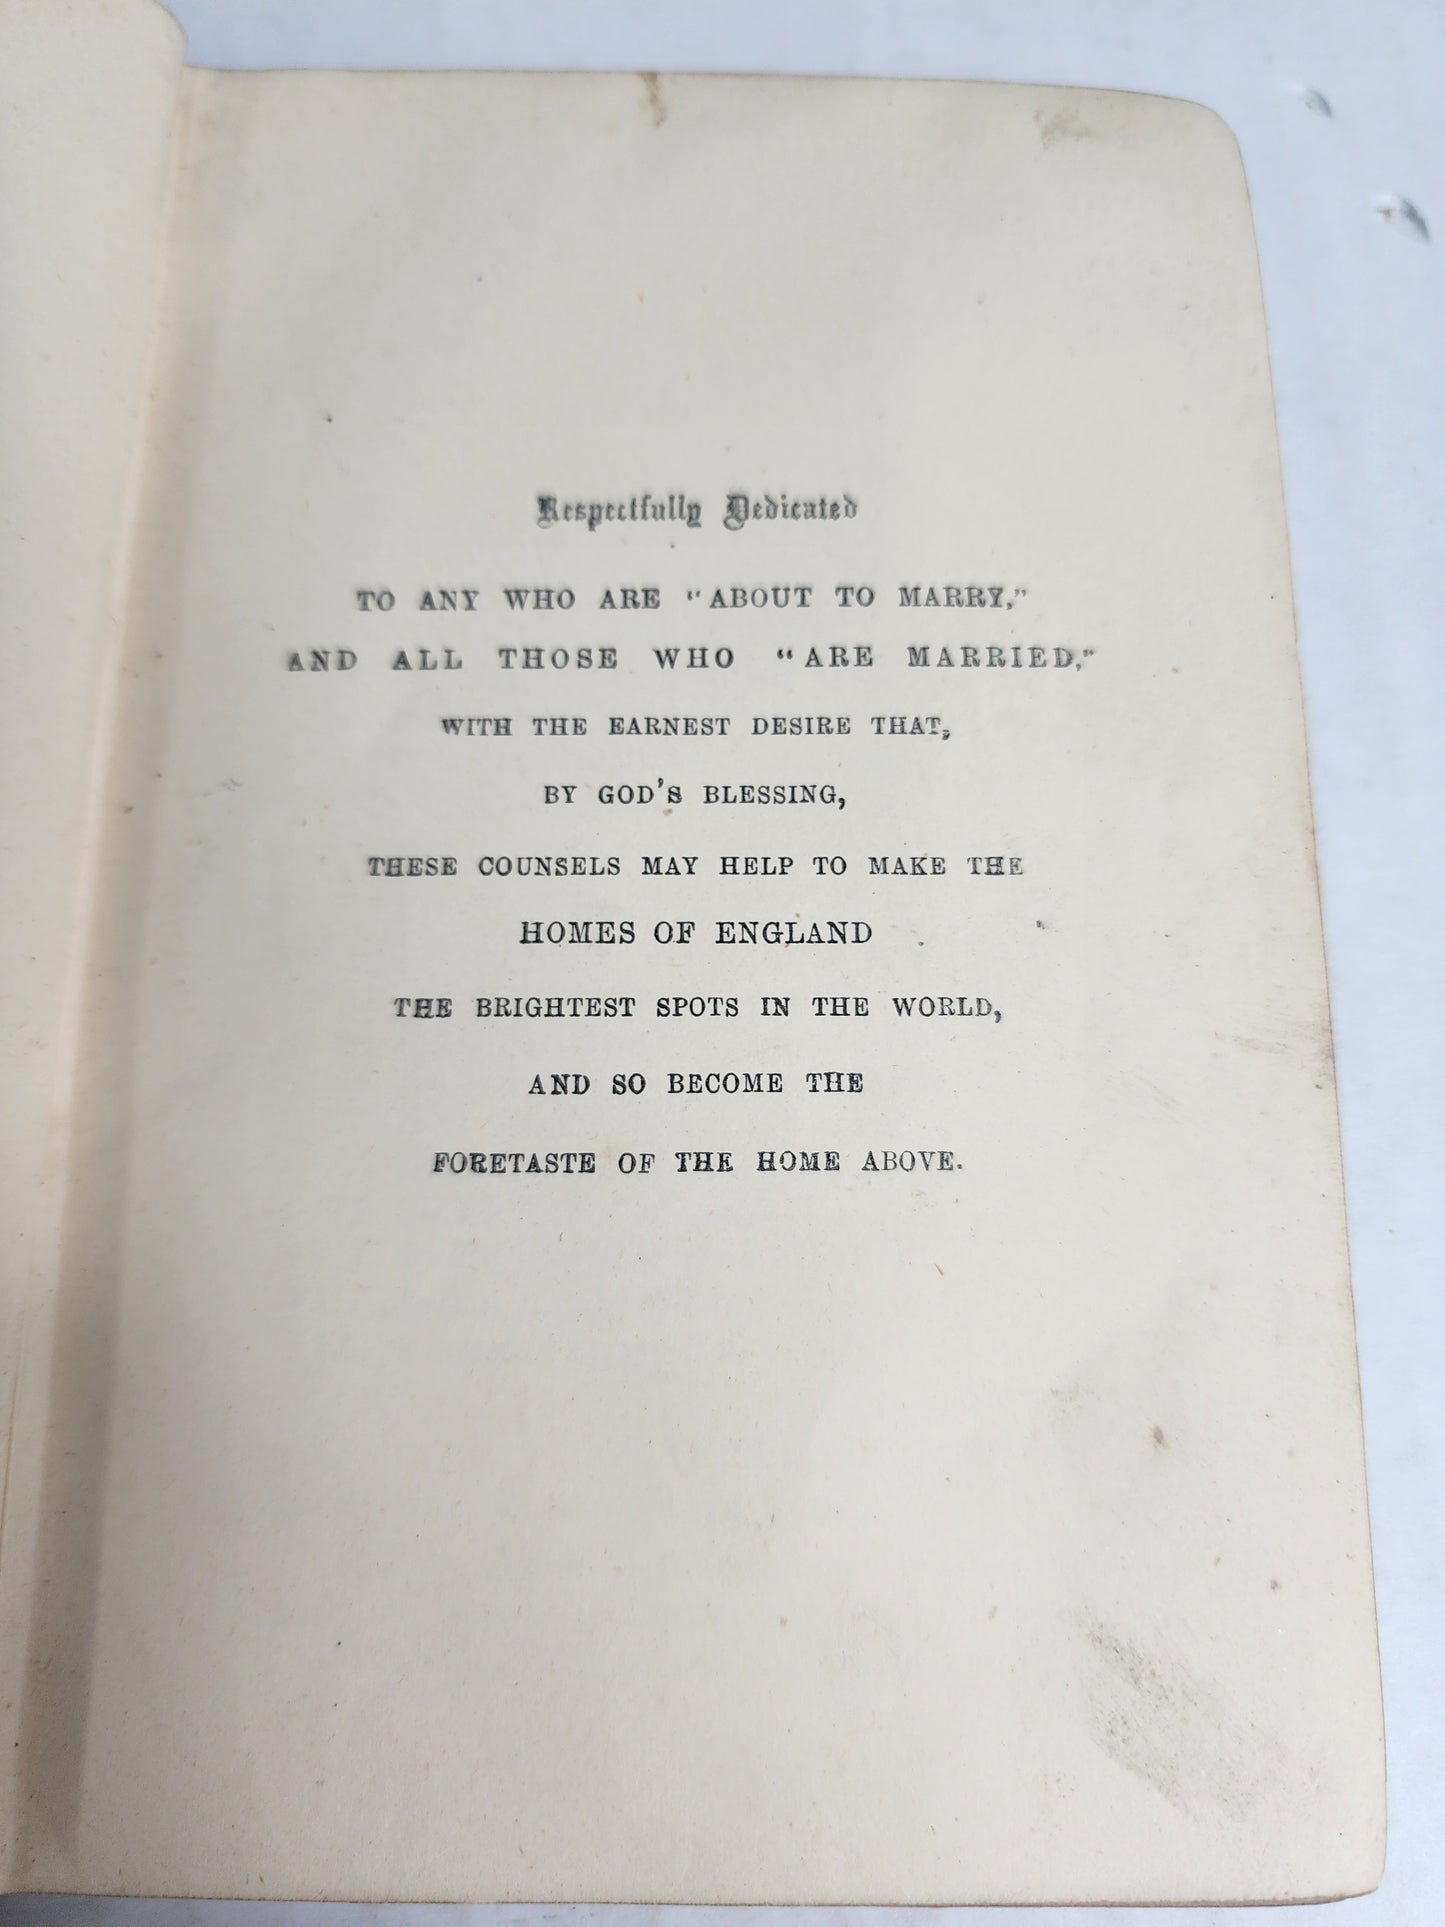 Respectfully Dedicated
TO ANY WHO ARE "ABOUT TO MARRY,"
AND ALL THOSE WHO "ARE MARRIED,"
WITH THE EARNEST DESIRE THAT,
BY GOD'S BLESSING,
THESE COUNSELS MAY HELP TO MAKE THE
HOMES OF ENGLAND
THE BRIGHTEST SPOTS IN THE WORLD,
AND SO BECOME THE
FORETASTE OF THE HOME ABOVE.